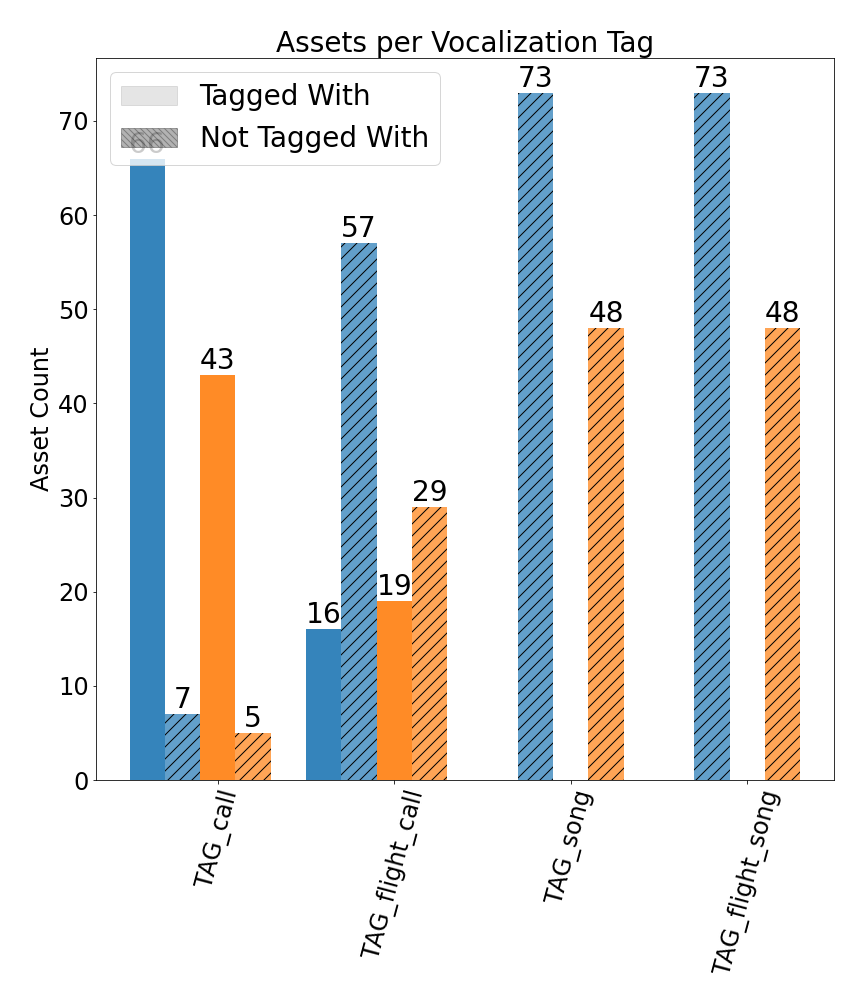 Assets per Vocalization Tag
Tagged With
Not Tagged With
Asset Count
70
60
50
40
30
20
10
0
66
7
43
5
16
57
19
29
73
48
73
48
TAG_call
TAG_flight_call
TAG_song
TAG_flight_song